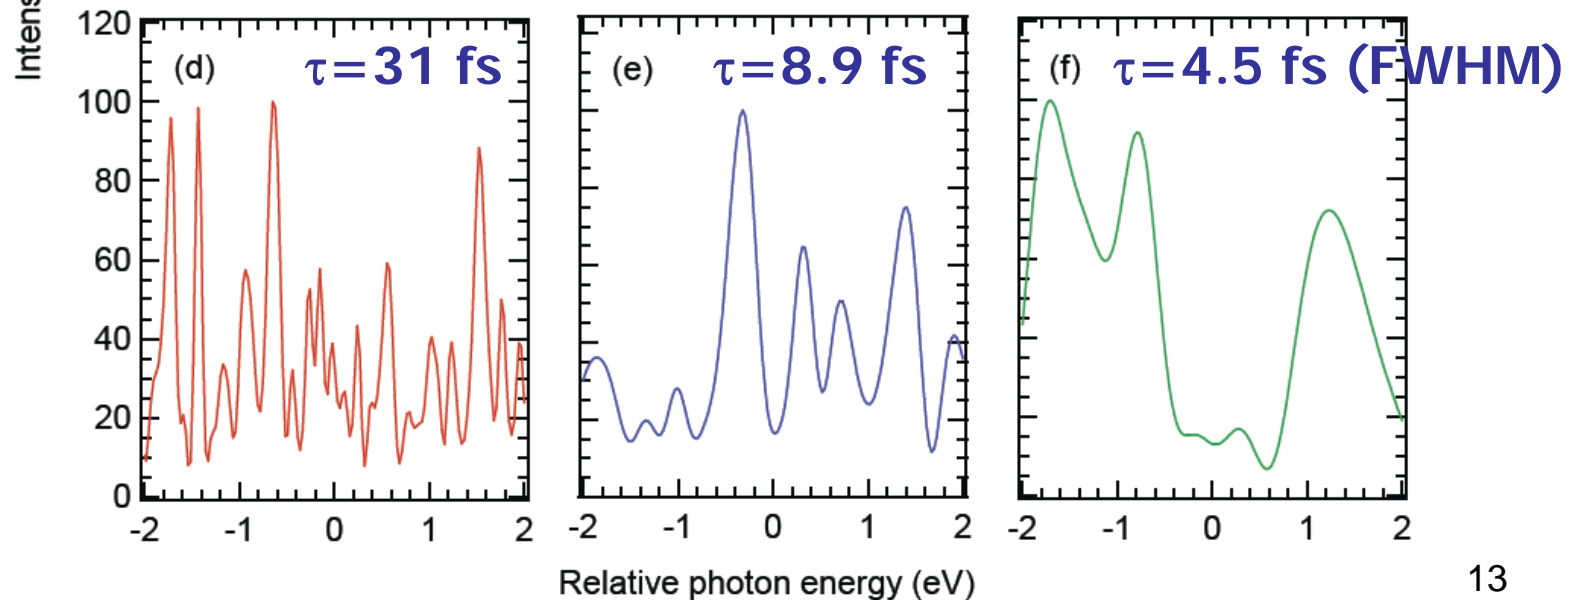 Intens
120
100
80
60
40
20
0
(d) τ=31 fs
-2 -1 0 1 2
(e) τ=8.9 fs
-2 -1 0 1 2
(f) τ=4.5 fs (FWHM)
-2 -1 0 1 2
Relative photon energy (eV)
13